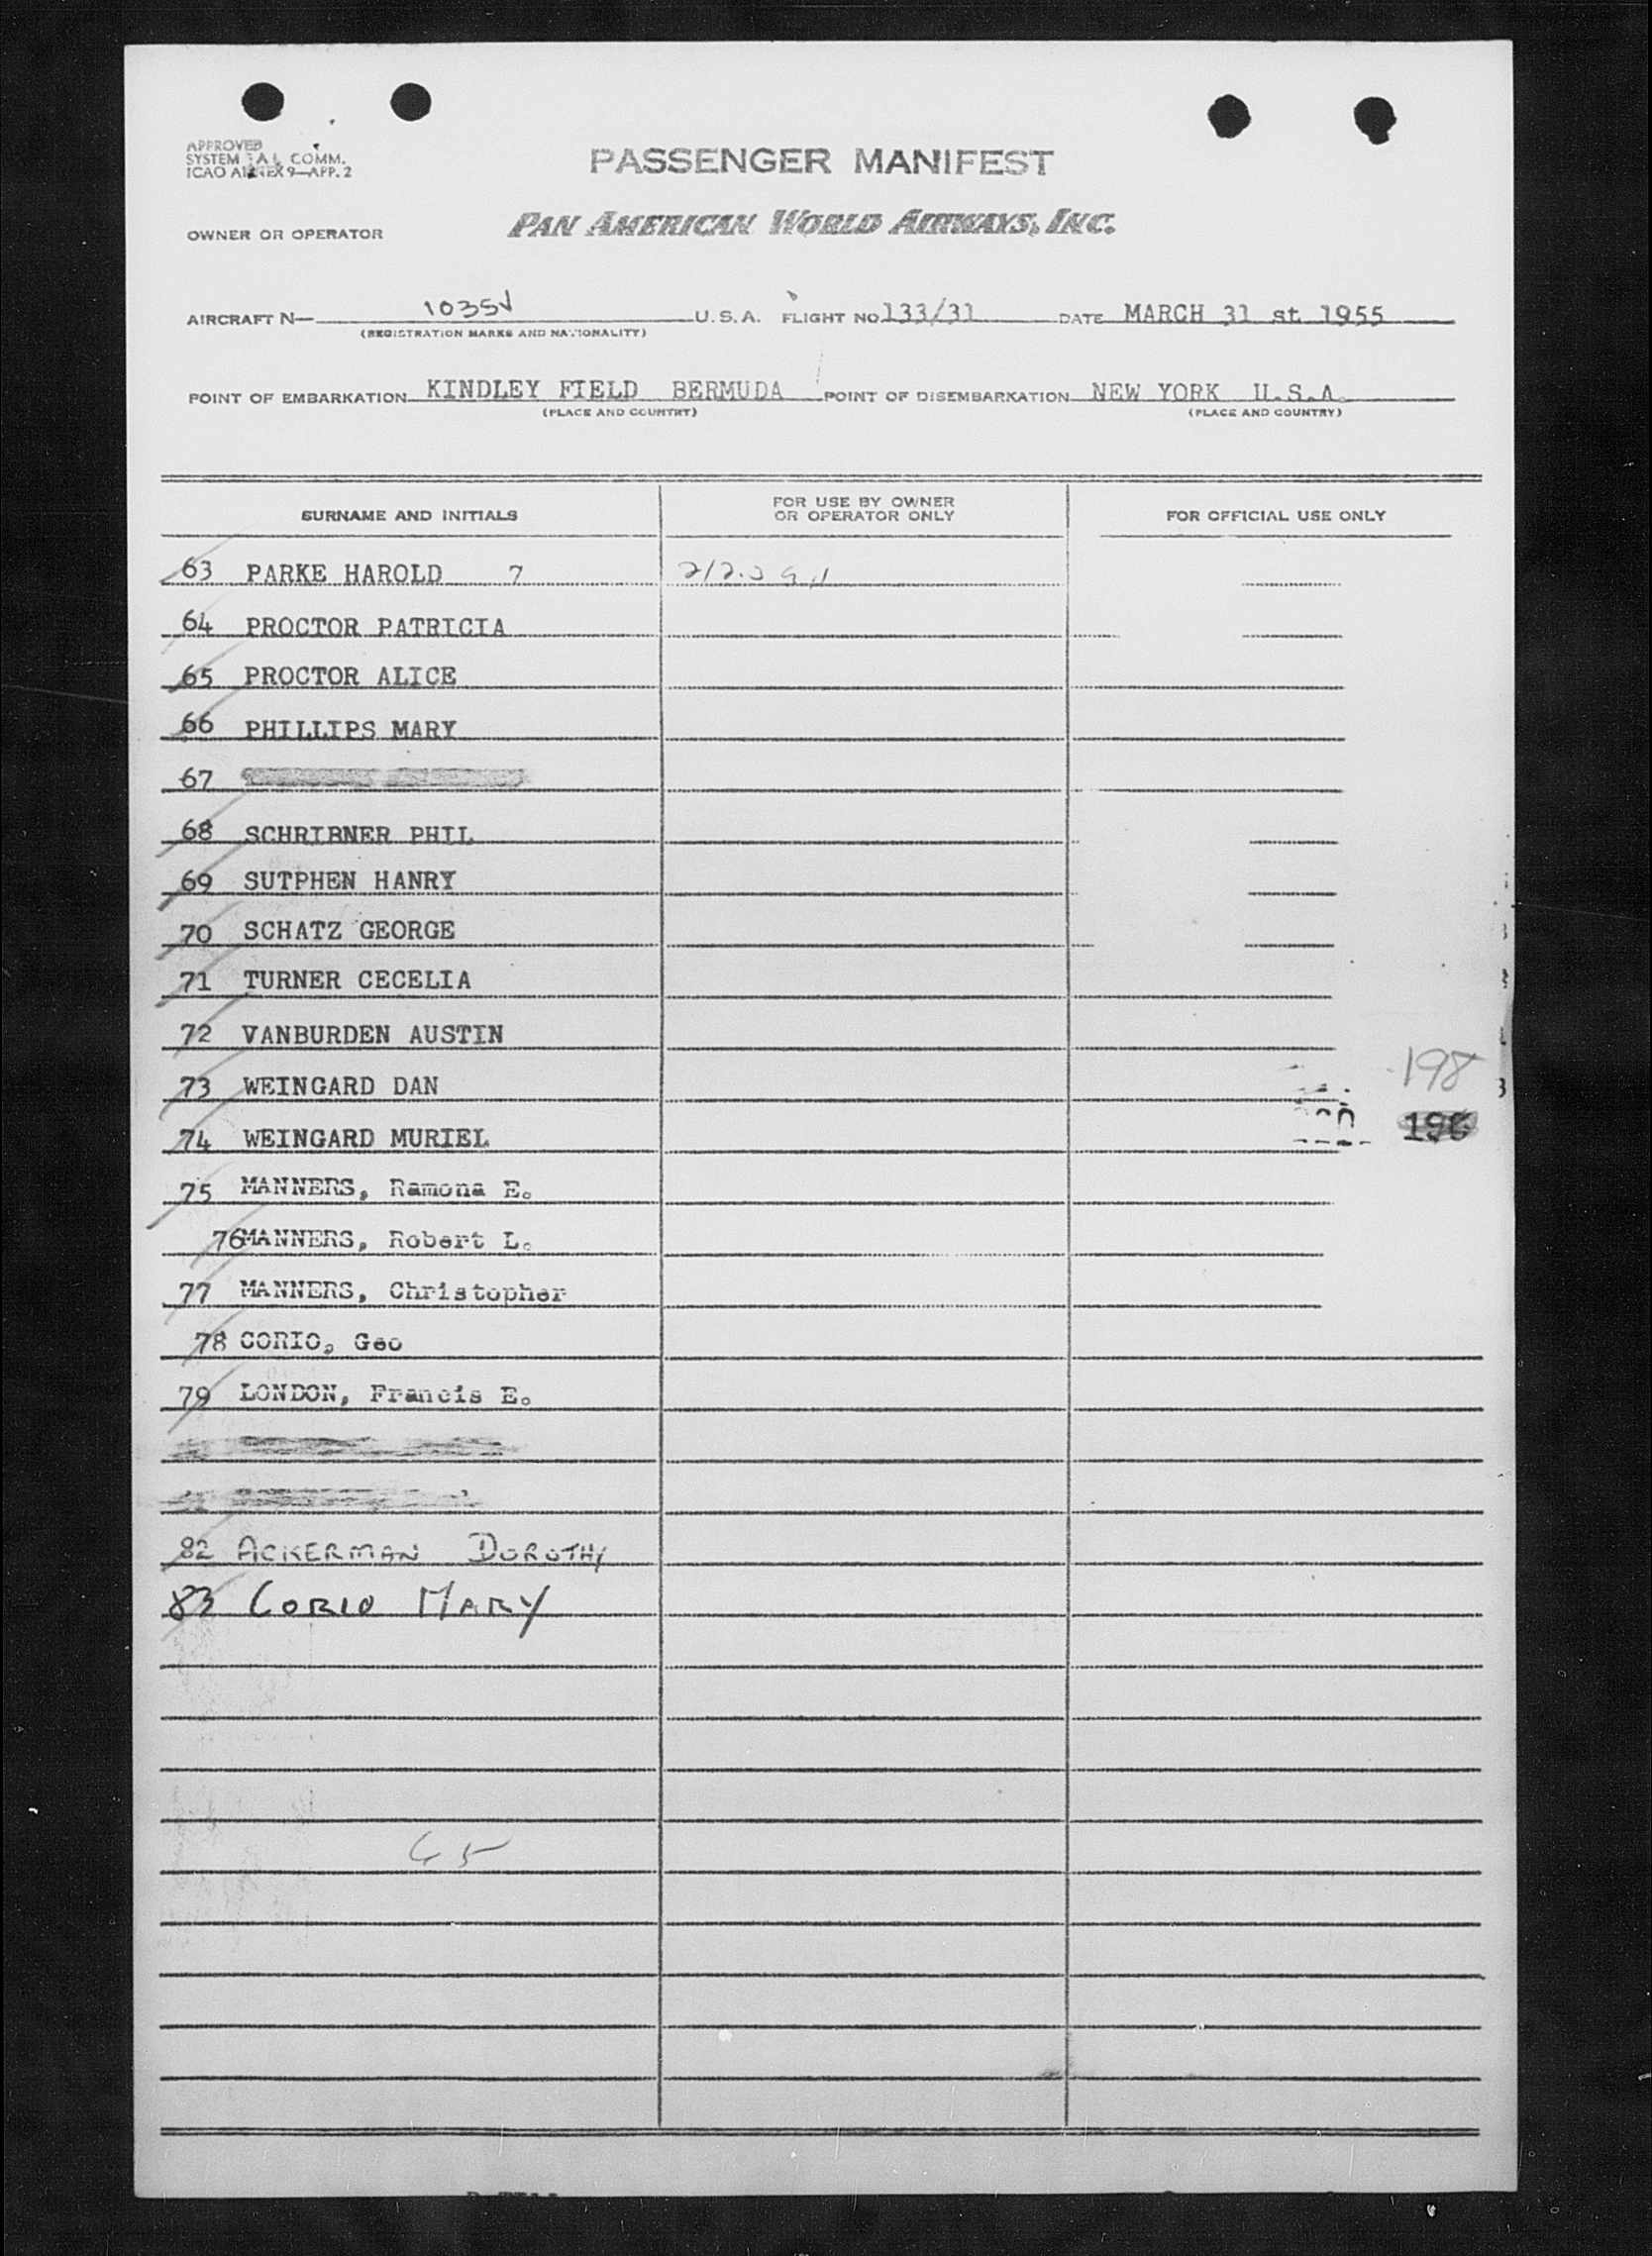 APPROVED
SYSTEM COMM.
ICAO ANNEX 9—APP. 2
PASSENGER MANIFEST
OWNER OR OPERATOR PAN AMERICAN WORLD AIRWAYS, INC.
AIRCRAFT N— 1035V U. S. A. FLIGHT NO 133/31 DATE MARCH 31 st 1955
(REGISTRATION MARKS AND NATIONALITY)
POINT OF EMBARKATION KINDLEY FIELD BERMUDA POINT OF DISEMBARKATION NEW YORK U.S.A.
(PLACE AND COUNTRY) (PLACE AND COUNTRY)
SURNAME AND INITIALS FOR USE BY OWNER OR OPERATOR ONLY FOR OFFICIAL USE ONLY
63 PARKE HAROLD 7
64 PROCTOR PATRICIA
65 PROCTOR ALICE
66 PHILLIPS MARY
67
68 SCHRIBNER PHIL
69 SUTPHEN HANRY
70 SCHATZ GEORGE
71 TURNER CECELIA
72 VANBURDEN AUSTIN
73 WEINGARD DAN 198
74 WEINGARD MURIEL
75 MANNERS, Ramona E.
76 MANNERS, Robert L.
77 MANNERS, Christopher
78 CORIO, Geo
79 LONDON, Francis E.
82 ACKERMAN DOROTHY
83 CORIO MARY
65